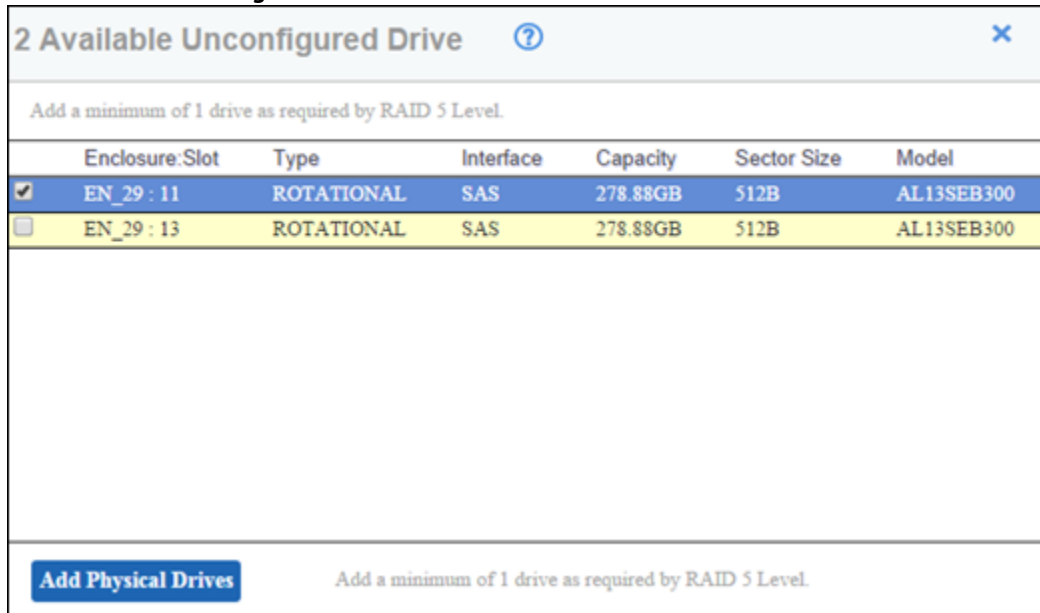 2 Available Unconfigured Drive ?
Add a minimum of 1 drive as required by RAID 5 Level.
Enclosure:Slot Type Interface Capacity Sector Size Model
EN_29 : 11 ROTATIONAL SAS 278.88GB 512B AL13SEB300
EN_29 : 13 ROTATIONAL SAS 278.88GB 512B AL13SEB300
Add Physical Drives Add a minimum of 1 drive as required by RAID 5 Level.